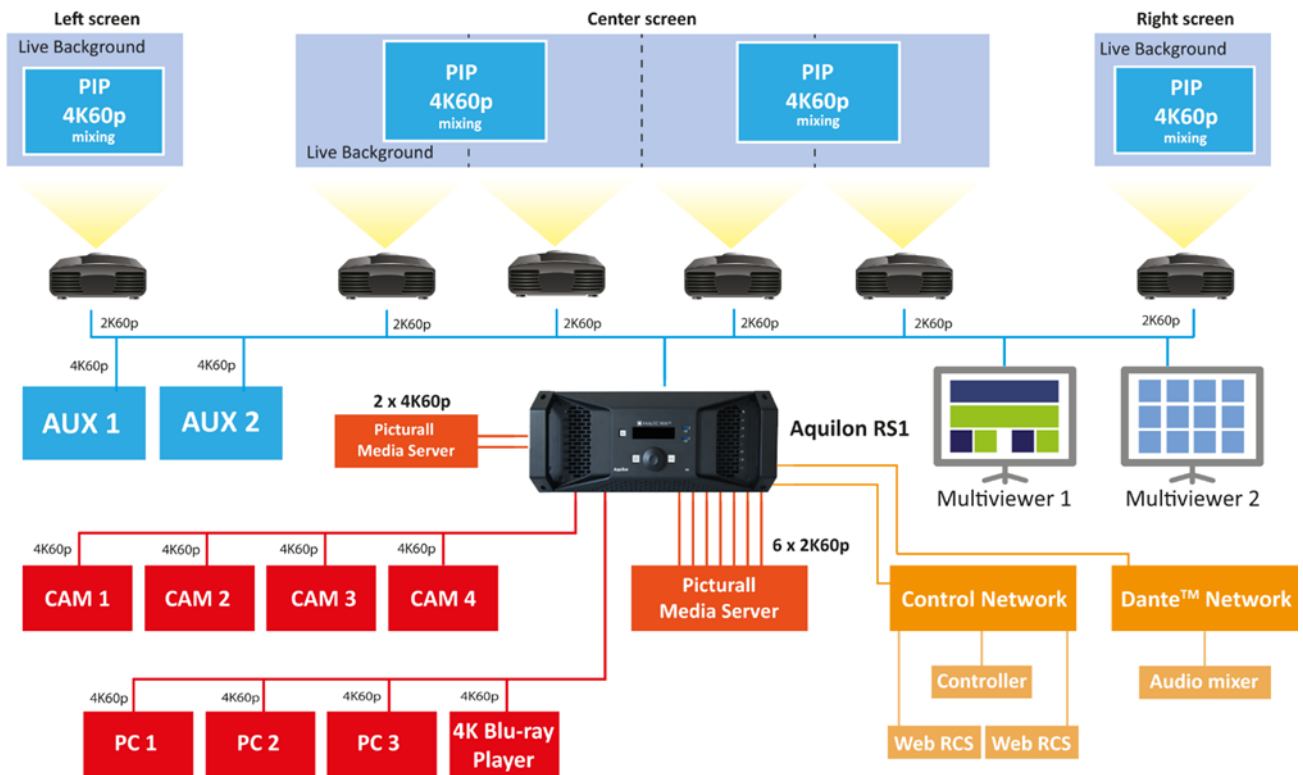 Left screen
Center screen
Right screen
Live Background
PIP
4K60p
mixing
PIP
4K60p
mixing
Live Background
PIP
4K60p
mixing
Live Background
PIP
4K60p
mixing
2K60p
2K60p
2K60p
2K60p
2K60p
2K60p
4K60p
4K60p
AUX 1
AUX 2
2 x 4K60p
Picturall
Media Server
Aquilon RS1
Multiviewer 1
Multiviewer 2
4K60p
4K60p
4K60p
4K60p
CAM 1
CAM 2
CAM 3
CAM 4
6 x 2K60p
Picturall
Media Server
Control Network
Dante™ Network
Controller
Audio mixer
Web RCS
Web RCS
4K60p
4K60p
4K60p
4K60p
PC 1
PC 2
PC 3
4K Blu-ray
Player